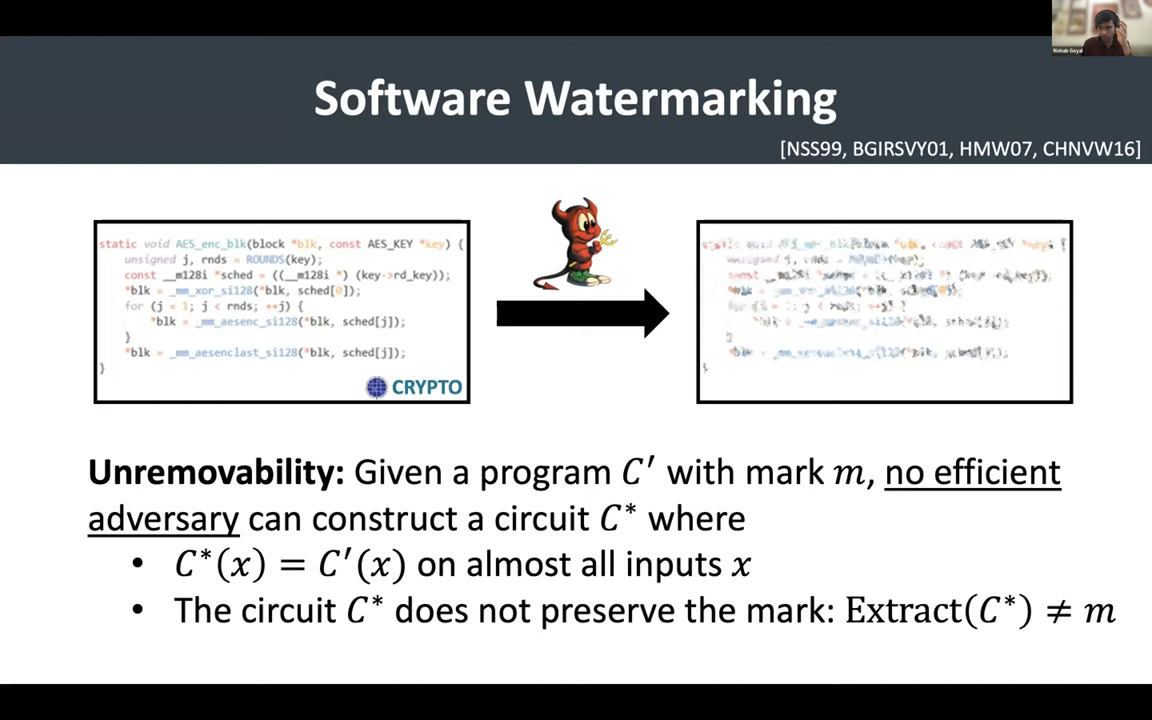 Rishab Goyal
Software Watermarking
[NSS99, BGIRSVY01, HMW07, CHNVW16]
static void AES_enc_blk(block *blk, const AES_KEY *key) {
unsigned j, rnds = ROUNDS(key);
const __m128i *sched = ((__m128i *) (key->rd_key));
*blk = _mm_xor_si128(*blk, sched[0]);
for (j = 1; j < rnds; ++j) {
*blk = _mm_aesenc_si128(*blk, sched[j]);
}
*blk = _mm_aesenclast_si128(*blk, sched[j]);
}
CRYPTO
Unremovability: Given a program C′ with mark m, no efficient
adversary can construct a circuit C* where
• C*(x) = C′(x) on almost all inputs x
• The circuit C* does not preserve the mark: Extract(C*) ≠ m